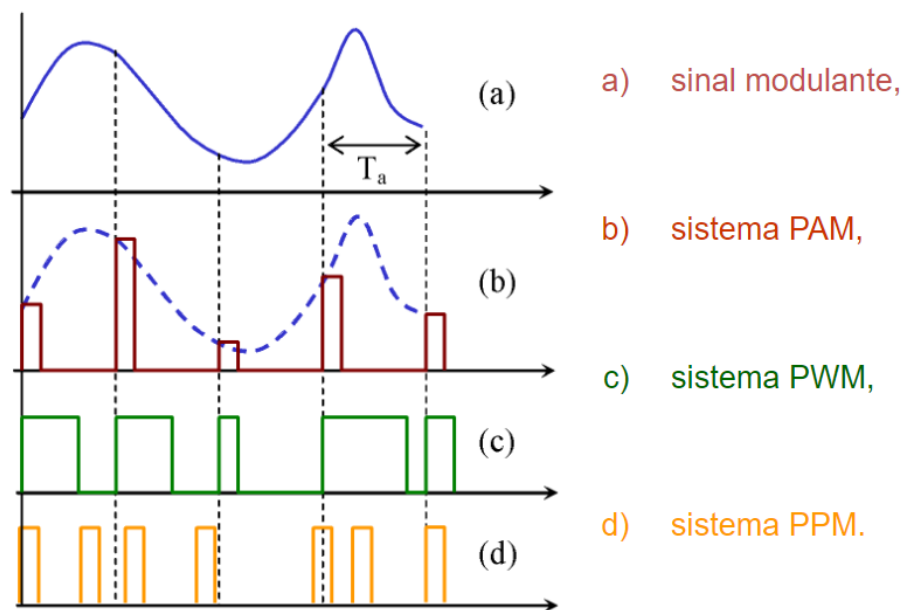 (a)
a) sinal modulante,
Tₐ
b) sistema PAM,
(b)
c) sistema PWM,
(c)
d) sistema PPM.
(d)